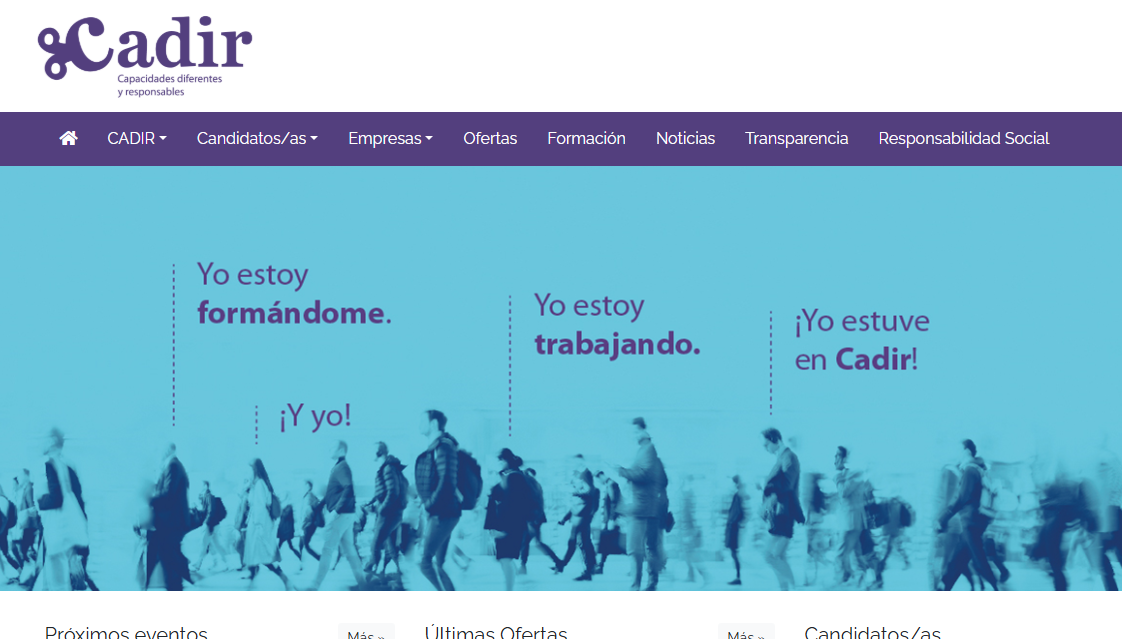 Cadir
Capacidades diferentes
y responsables
CADIR Candidatos/as Empresas Ofertas Formación Noticias Transparencia Responsabilidad Social
Yo estoy
formándome.
¡Y yo!
Yo estoy
trabajando.
¡Yo estuve
en Cadir!
Próximos eventos Más » Últimas Ofertas Más » Candidatos/as